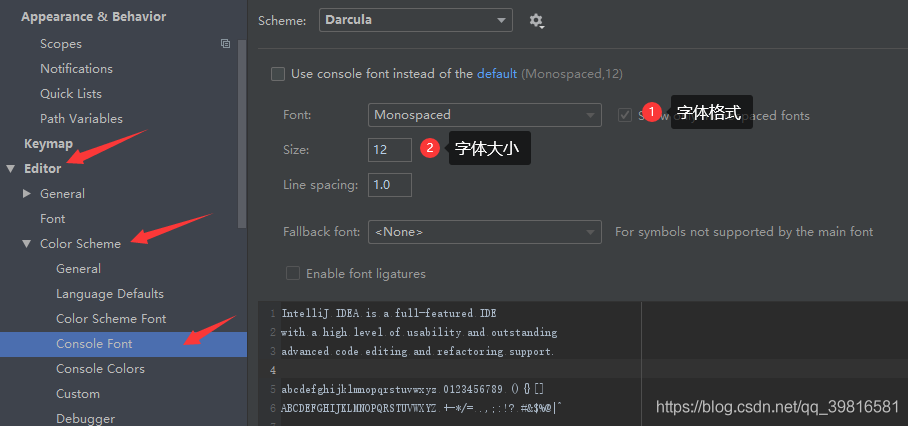 Appearance & Behavior
Scopes
Notifications
Quick Lists
Path Variables
Keymap
Editor
General
Font
Color Scheme
General
Language Defaults
Color Scheme Font
Console Font
Console Colors
Custom
Debugger
Scheme: Darcula
Use console font instead of the default (Monospaced,12)
Font: Monospaced
1 字体格式
fonts
Size: 12
2 字体大小
Line spacing: 1.0
Fallback font: <None> For symbols not supported by the main font
Enable font ligatures
1 IntelliJ IDEA is a full-featured IDE
2 with a high level of usability and outstanding
3 advanced code editing and refactoring support.
4
5 abcdefghijklmnopqrstuvwxyz 0123456789 (){}[]
6 ABCDEFGHIJKLMNOPQRSTUVWXYZ +-*/= .,;:!? #&$%@|^
https://blog.csdn.net/qq_39816581